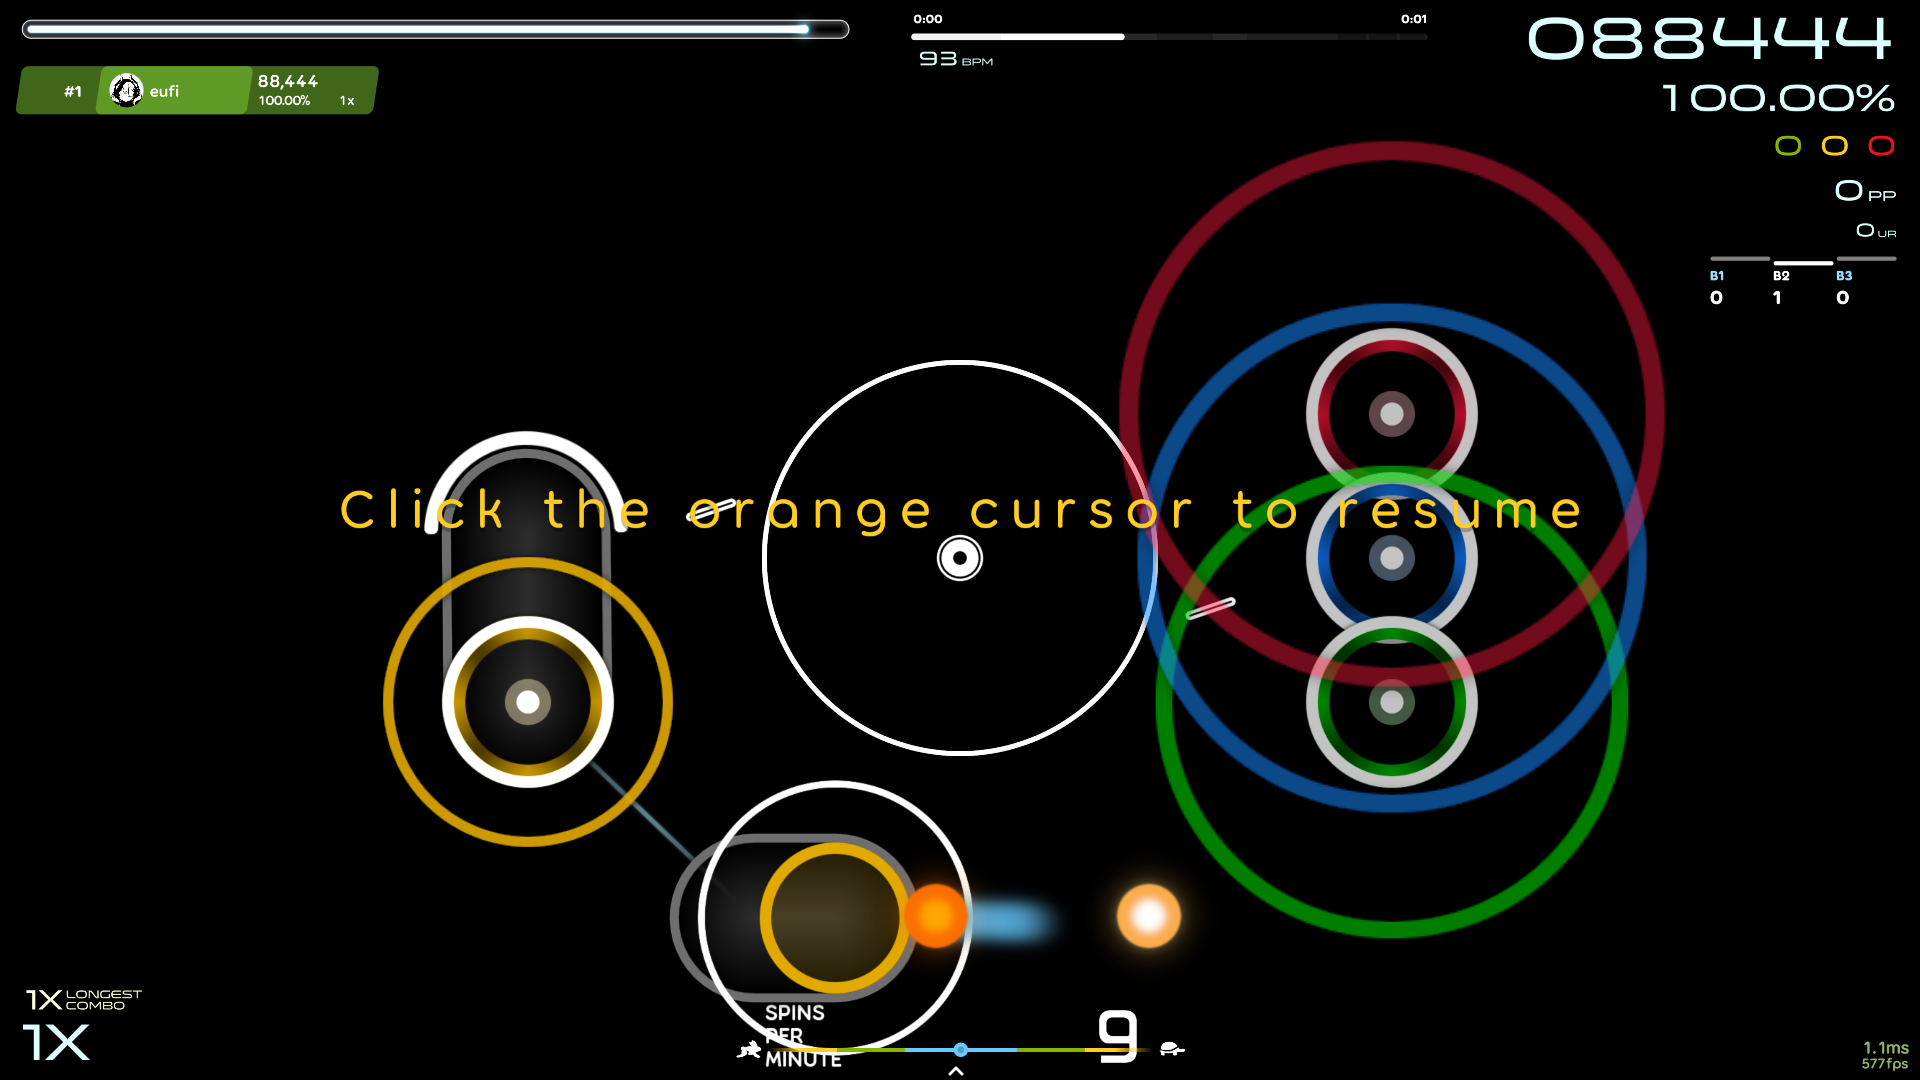 0:00
0:01
93 BPM
088444
100.00%
0 0 0
0 PP
0 UR
B1 B2 B3
0 1 0
#1 eufi 88,444
100.00% 1x
Click the orange cursor to resume
SPINS
PER
MINUTE
9
1X LONGEST
COMBO
1X
1.1ms
577fps